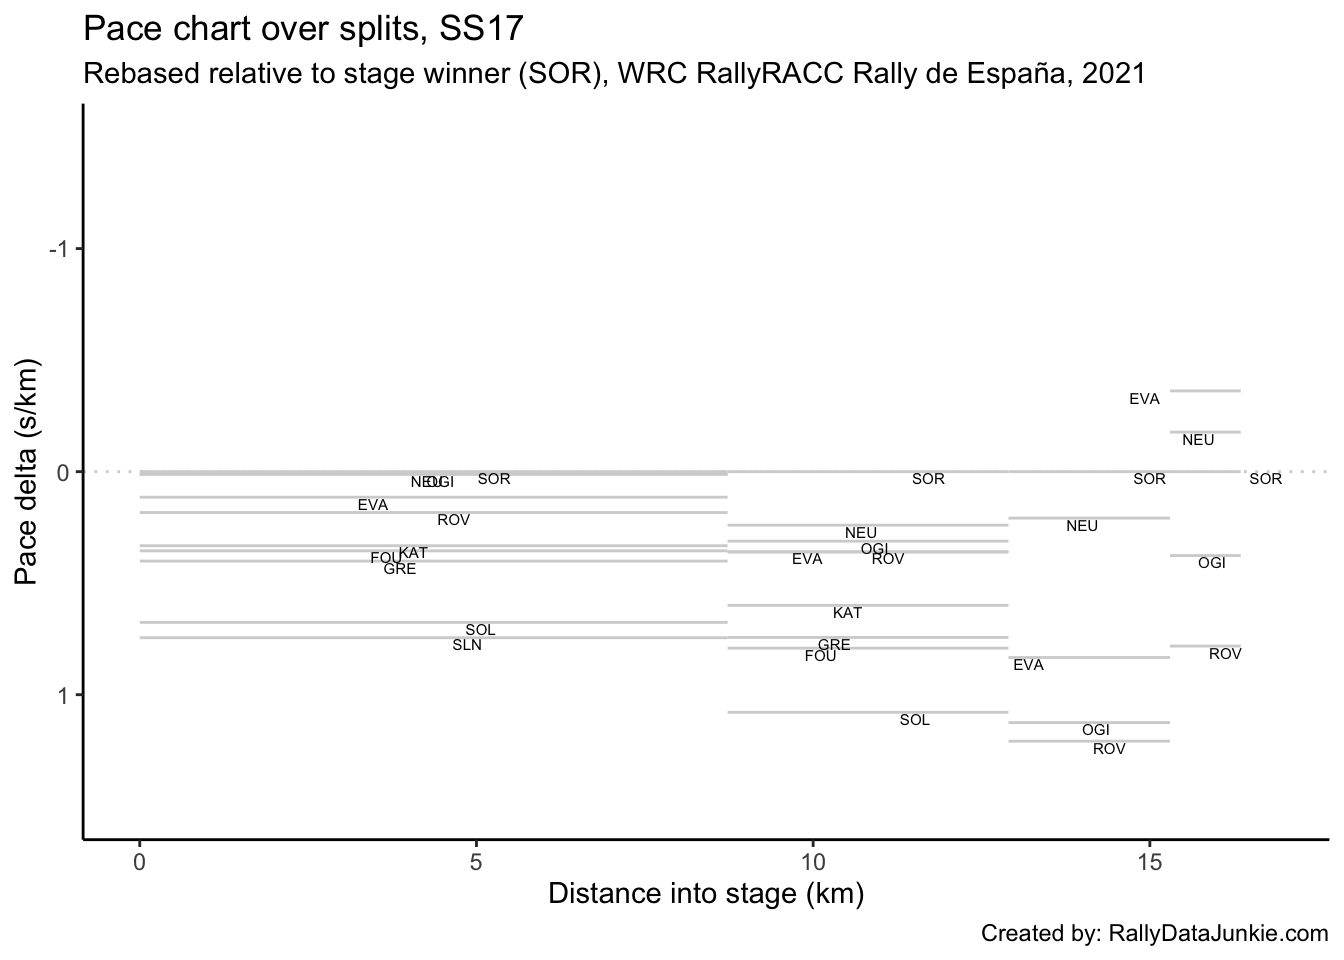 Pace chart over splits, SS17
Rebased relative to stage winner (SOR), WRC RallyRACC Rally de España, 2021
Pace delta (s/km)
-1
0
1
EVA
NEU
SOR
SOR
SOR
SOR
NEU
OGI
EVA
ROV
KAT
FOU
GRE
SOL
SLN
NEU
OGI
EVA
ROV
KAT
GRE
FOU
SOL
NEU
EVA
OGI
ROV
OGI
ROV
0
5
10
15
Distance into stage (km)
Created by: RallyDataJunkie.com